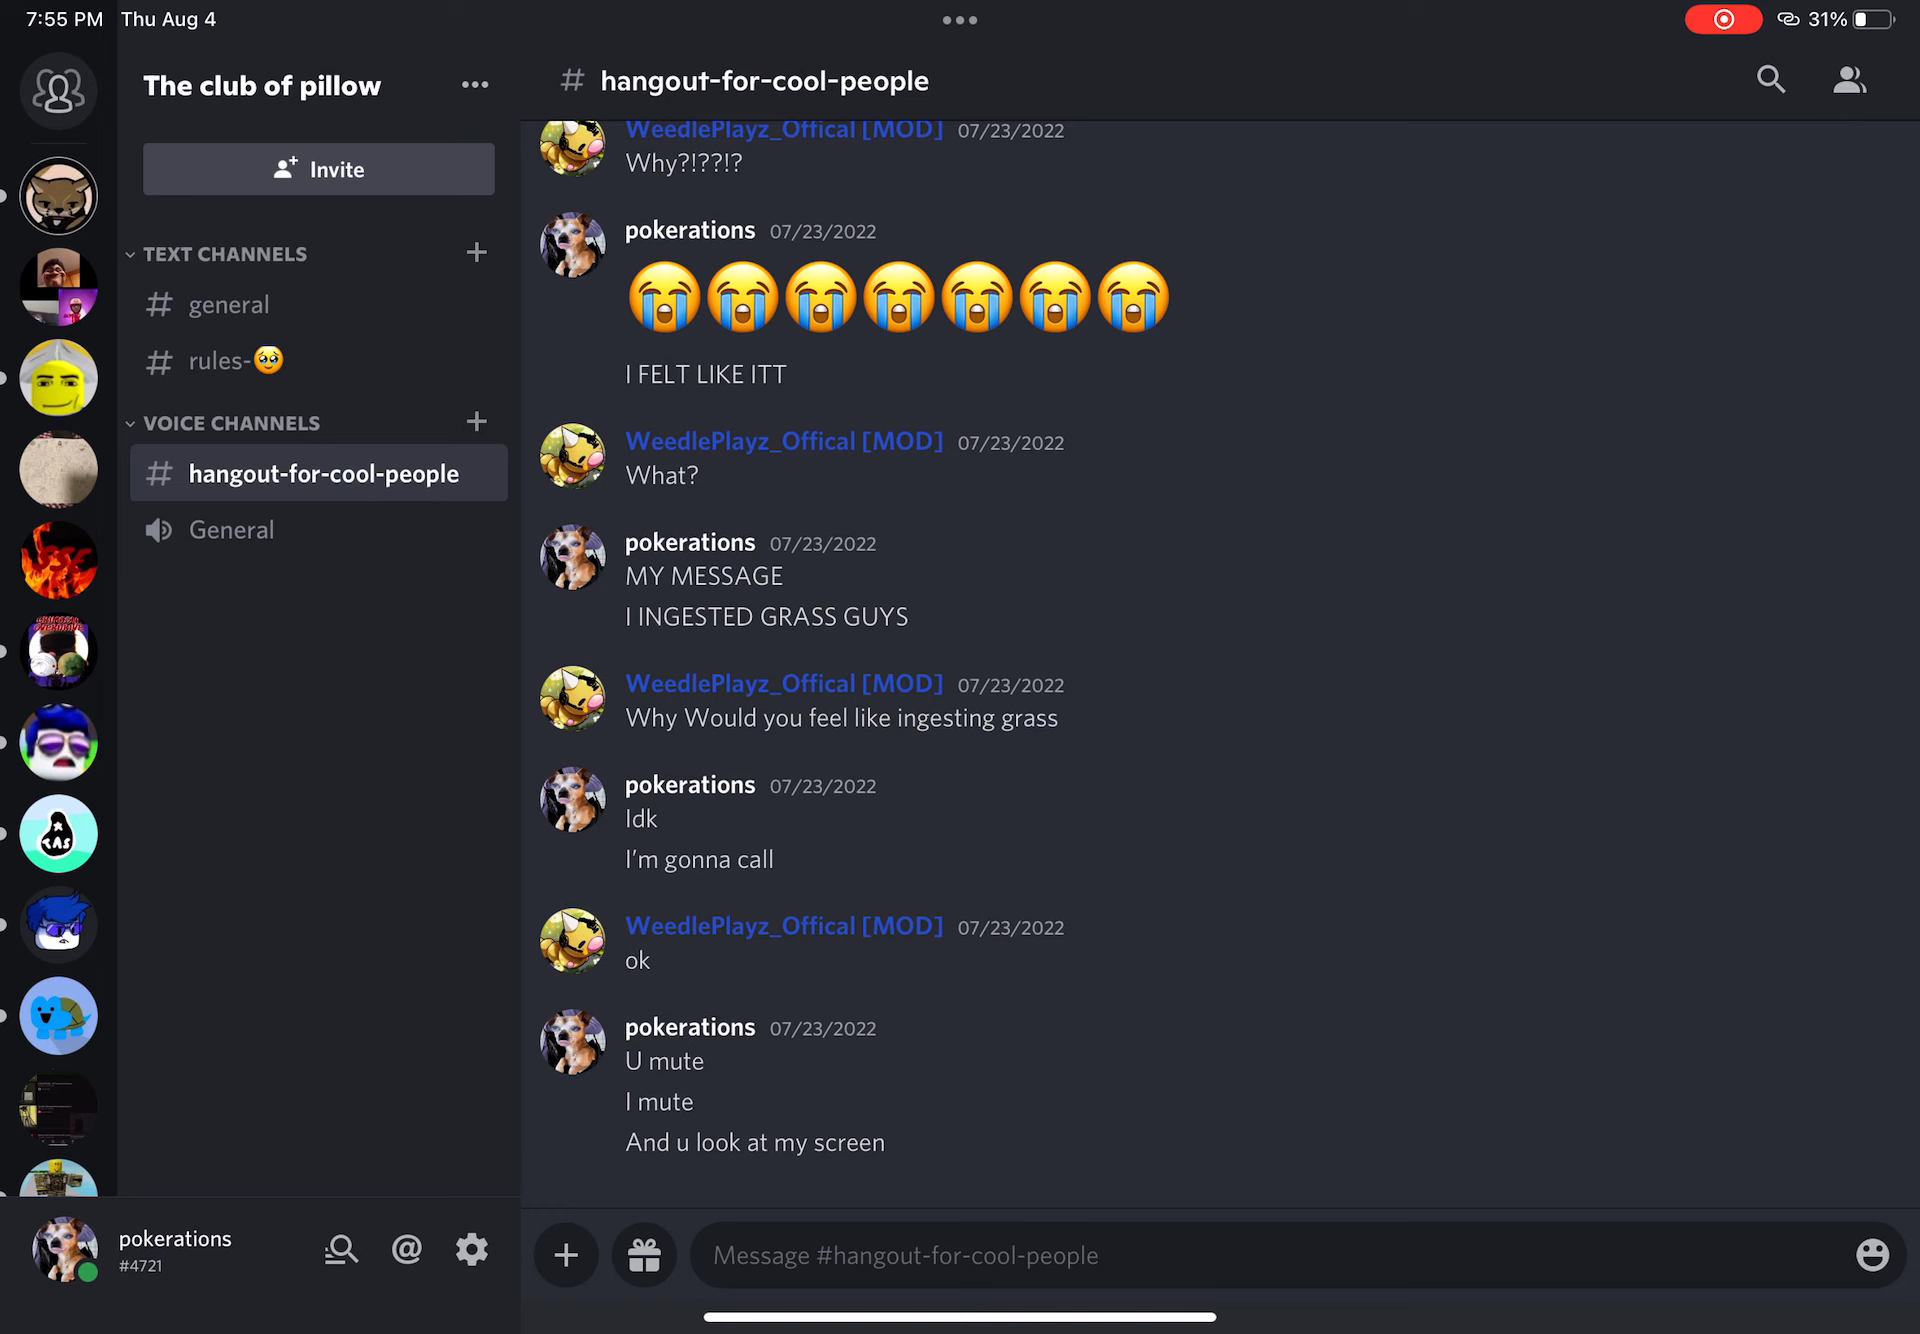 7:55 PM Thu Aug 4
31%
The club of pillow
Invite
TEXT CHANNELS
# general
# rules-🥹
VOICE CHANNELS
# hangout-for-cool-people
General
pokerations
#4721
# hangout-for-cool-people
WeedlePlayz_Offical [MOD] 07/23/2022
Why?!??!?
pokerations 07/23/2022
😭😭😭😭😭😭😭
I FELT LIKE ITT
WeedlePlayz_Offical [MOD] 07/23/2022
What?
pokerations 07/23/2022
MY MESSAGE
I INGESTED GRASS GUYS
WeedlePlayz_Offical [MOD] 07/23/2022
Why Would you feel like ingesting grass
pokerations 07/23/2022
Idk
I’m gonna call
WeedlePlayz_Offical [MOD] 07/23/2022
ok
pokerations 07/23/2022
U mute
I mute
And u look at my screen
Message #hangout-for-cool-people